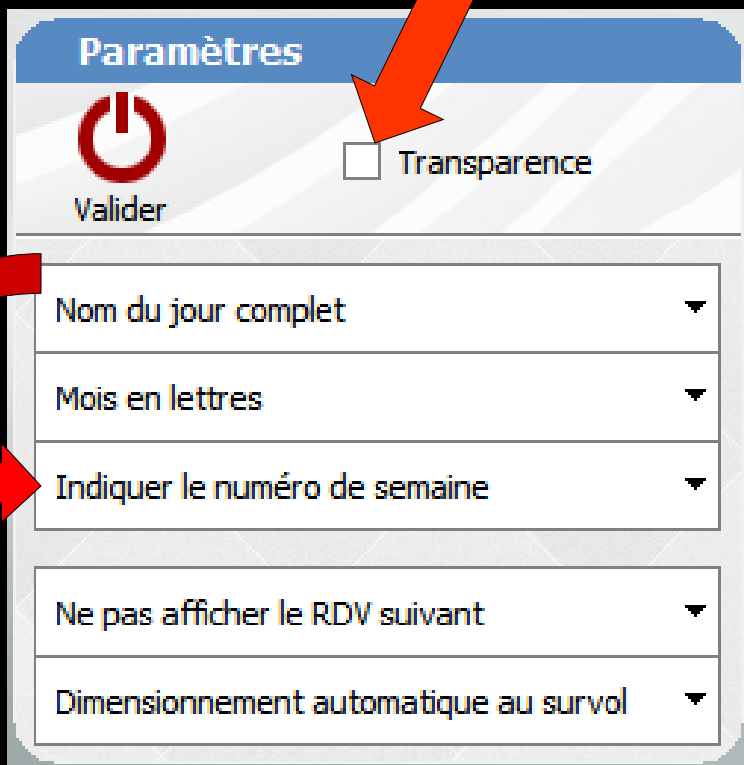 Paramètres
Transparence
Valider
Nom du jour complet
Mois en lettres
Indiquer le numéro de semaine
Ne pas afficher le RDV suivant
Dimensionnement automatique au survol